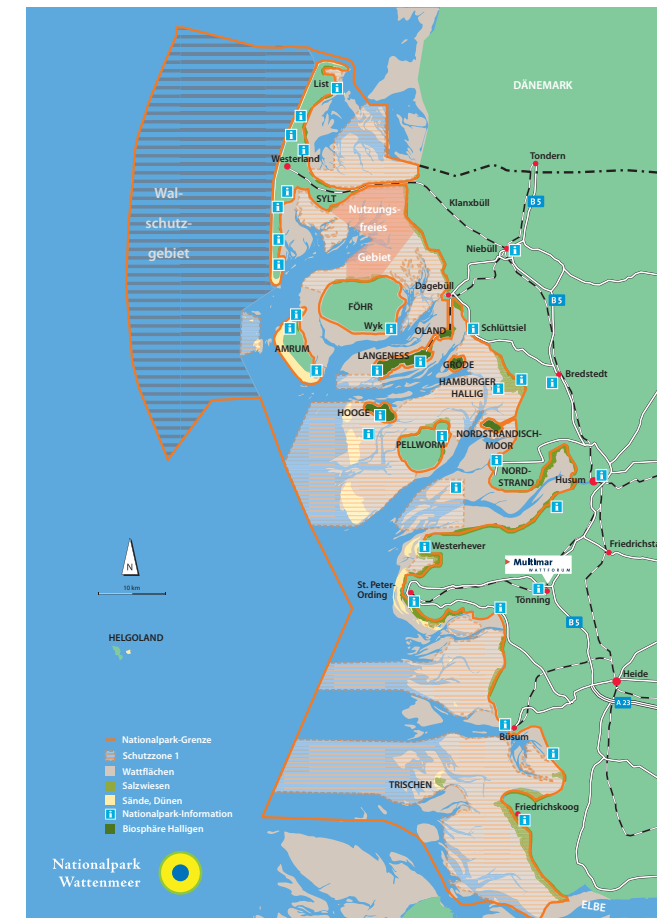 DÄNEMARK
List
Tondern
Westerland
Wal-
schutz-
gebiet
SYLT
Klanxbüll
B 5
Nutzungs-
freies
Gebiet
Niebüll
Dagebüll
B 5
FÖHR
Wyk
OLAND
Schlüttsiel
AMRUM
LANGENESS
GRÖDE
Bredstedt
HAMBURGER
HALLIG
HOOGE
NORDSTRANDISCH-
MOOR
PELLWORM
NORD-
STRAND
Husum
Westerhever
Friedrichsta
MultImar
WATTFORUM
N
10 km
St. Peter-
Ording
Tönning
B 5
HELGOLAND
Heide
A 23
Büsum
Nationalpark-Grenze
Schutzzone 1
Wattflächen
Salzwiesen
Sände, Dünen
Nationalpark-Information
Biosphäre Halligen
TRISCHEN
Friedrichskoog
Nationalpark
Wattenmeer
ELBE